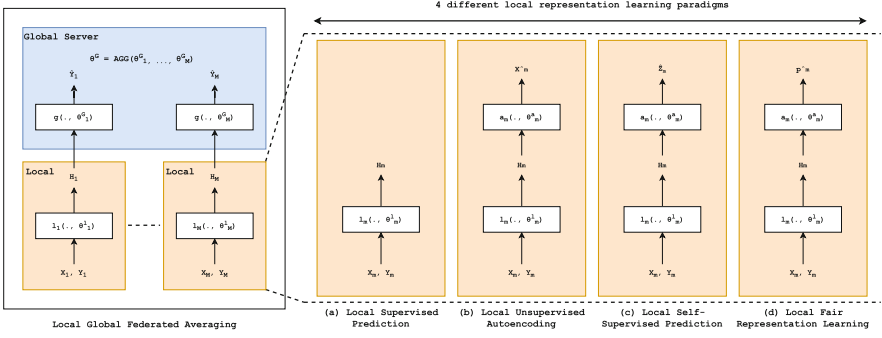 4 different local representation learning paradigms
Global Server
θ^G = AGG(θ^G_1, ..., θ^G_M)
Ŷ_1
Ŷ_M
g(., θ^G_1)
g(., θ^G_M)
Local
Local
H_1
H_M
l_1(., θ^l_1)
l_M(., θ^l_M)
X_1, Y_1
X_M, Y_M
Local Global Federated Averaging
Hm
l_m(., θ^l_m)
X_m, Y_m
(a) Local Supervised
Prediction
X^m
a_m(., θ^a_m)
Hm
l_m(., θ^l_m)
X_m, Y_m
(b) Local Unsupervised
Autoencoding
Ẑ_m
a_m(., θ^a_m)
Hm
l_m(., θ^l_m)
X_m, Y_m
(c) Local Self-
Supervised Prediction
P^m
a_m(., θ^a_m)
Hm
l_m(., θ^l_m)
X_m, Y_m
(d) Local Fair
Representation Learning